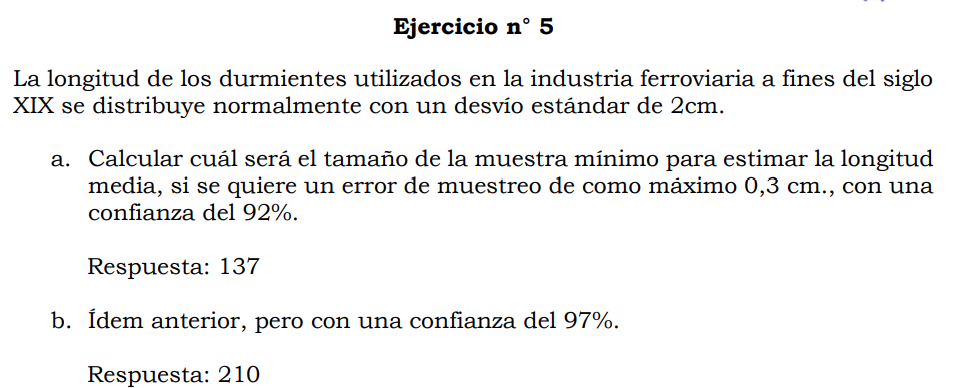 Ejercicio n° 5
La longitud de los durmientes utilizados en la industria ferroviaria a fines del siglo
XIX se distribuye normalmente con un desvío estándar de 2cm.
a. Calcular cuál será el tamaño de la muestra mínimo para estimar la longitud
media, si se quiere un error de muestreo de como máximo 0,3 cm., con una
confianza del 92%.
Respuesta: 137
b. Ídem anterior, pero con una confianza del 97%.
Respuesta: 210